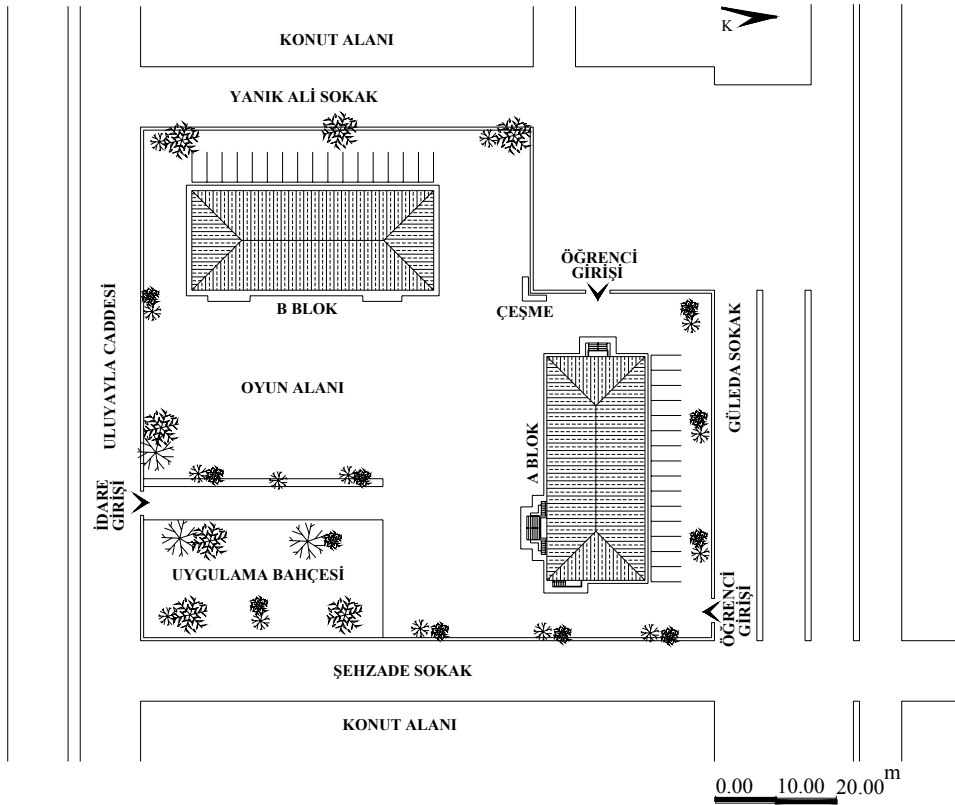 K
KONUT ALANI
YANIK ALİ SOKAK
ÖĞRENCİ
GİRİŞİ
B BLOK
ÇEŞME
ULUYAYLA CADDESİ
GÜLEDA SOKAK
OYUN ALANI
A BLOK
İDARE
GİRİŞİ
UYGULAMA BAHÇESİ
ÖĞRENCİ
GİRİŞİ
ŞEHZADE SOKAK
KONUT ALANI
0.00 10.00 20.00 m